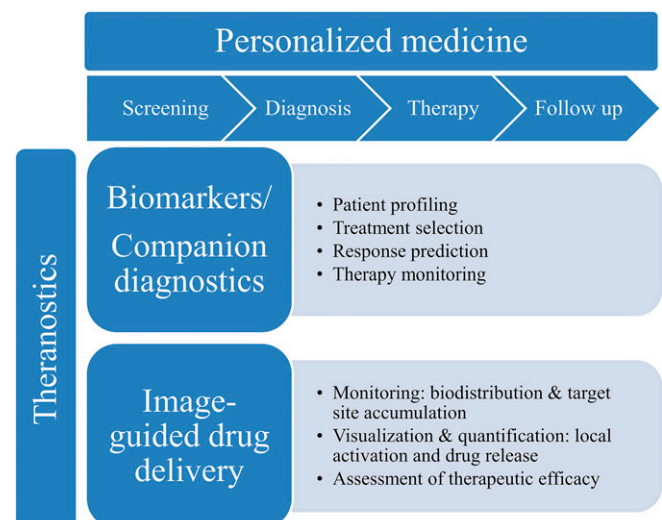 Personalized medicine
Screening
Diagnosis
Therapy
Follow up
Theranostics
Biomarkers/
Companion
diagnostics
• Patient profiling
• Treatment selection
• Response prediction
• Therapy monitoring
Image-
guided drug
delivery
• Monitoring: biodistribution & target
site accumulation
• Visualization & quantification: local
activation and drug release
• Assessment of therapeutic efficacy